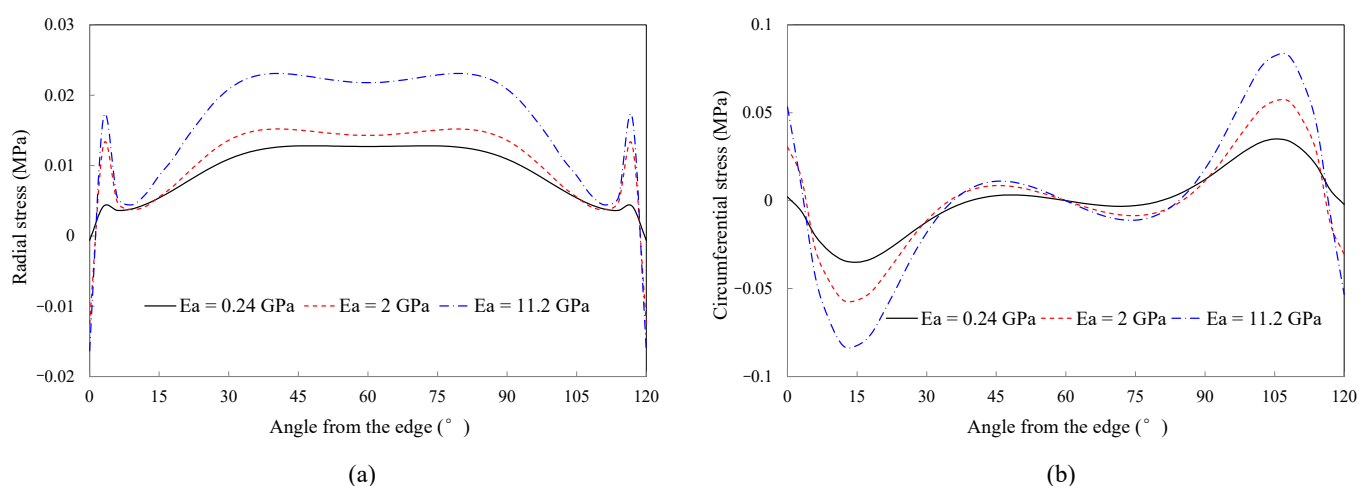 Radial stress (MPa)
0.03
0.02
0.01
0
−0.01
−0.02
Ea = 0.24 GPa
Ea = 2 GPa
Ea = 11.2 GPa
0 15 30 45 60 75 90 105 120
Angle from the edge (° )
(a)
Circumferential stress (MPa)
0.1
0.05
0
−0.05
−0.1
Ea = 0.24 GPa
Ea = 2 GPa
Ea = 11.2 GPa
0 15 30 45 60 75 90 105 120
Angle from the edge (° )
(b)